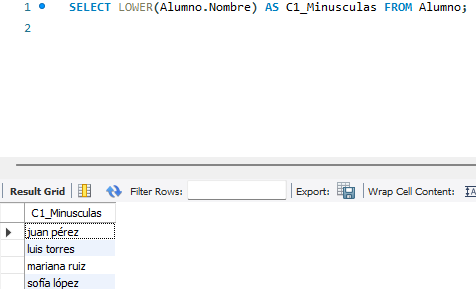 1 SELECT LOWER(Alumno.Nombre) AS C1_Minusculas FROM Alumno;
2
Result Grid Filter Rows: Export: Wrap Cell Content:
C1_Minusculas
juan pérez
luis torres
mariana ruiz
sofía lópez